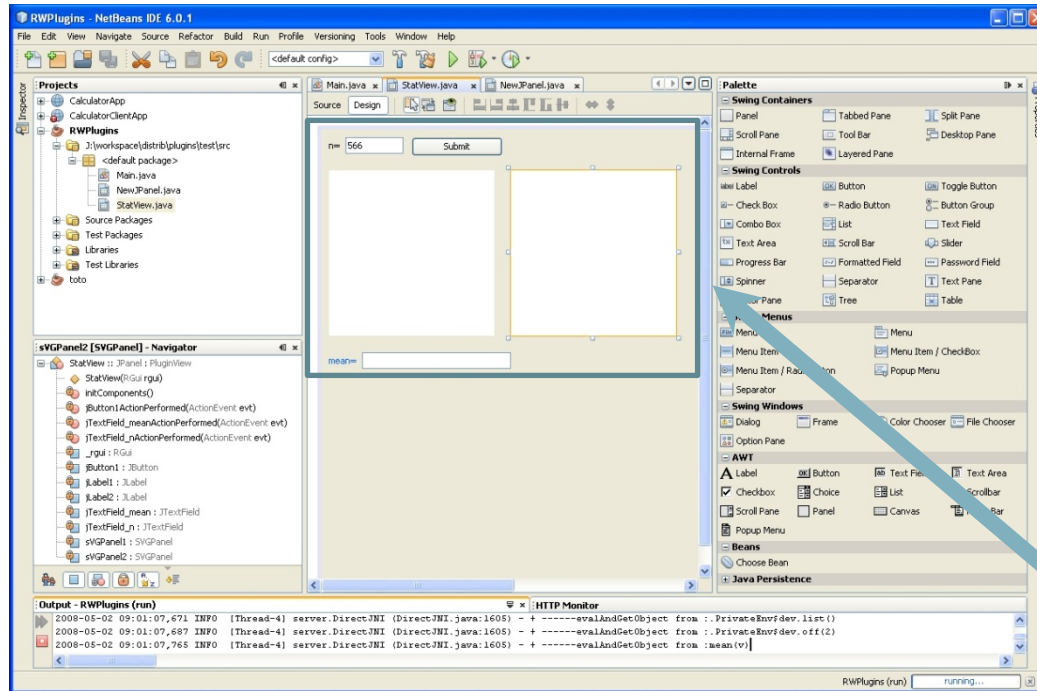 RWPlugins - NetBeans IDE 6.0.1
File Edit View Navigate Source Refactor Build Run Profile Versioning Tools Window Help
<default config>
Inspector
Projects
CalculatorApp
CalculatorClientApp
RWPlugins
J:\workspace\distrib\plugins\test\src
<default package>
Main.java
NewJPanel.java
StatView.java
Source Packages
Test Packages
Libraries
Test Libraries
toto
sVGPanel2 [SVGPanel] - Navigator
StatView :: JPanel : PluginView
StatView(RGui rgui)
initComponents()
jButton1ActionPerformed(ActionEvent evt)
jTextField_meanActionPerformed(ActionEvent evt)
jTextField_nActionPerformed(ActionEvent evt)
_rgui : RGui
jButton1 : JButton
jLabel1 : JLabel
jLabel2 : JLabel
jTextField_mean : JTextField
jTextField_n : JTextField
sVGPanel1 : SVGPanel
sVGPanel2 : SVGPanel
Main.java StatView.java NewJPanel.java
Source Design
n= 566 Submit
mean=
Palette
Swing Containers
Panel Tabbed Pane Split Pane
Scroll Pane Tool Bar Desktop Pane
Internal Frame Layered Pane
Swing Controls
label Label OK Button ON Toggle Button
Check Box Radio Button Button Group
Combo Box List Text Field
Text Area Scroll Bar Slider
Progress Bar Formatted Field Password Field
Spinner Separator Text Pane
Pane Tree Table
Menus
Menu Menu
Menu Item Menu Item / CheckBox
Menu Item / Popup Menu
Separator
Swing Windows
Dialog Frame Color Chooser File Chooser
Option Pane
AWT
Label Button Text Text Area
Checkbox Choice List Scrollbar
Scroll Pane Panel Canvas Bar
Popup Menu
Beans
Choose Bean
Java Persistence
Output - RWPlugins (run) HTTP Monitor
2008-05-02 09:01:07,671 INFO [Thread-4] server.DirectJNI (DirectJNI.java:1605) - + ------evalAndGetObject from :.PrivateEnv$dev.list()
2008-05-02 09:01:07,687 INFO [Thread-4] server.DirectJNI (DirectJNI.java:1605) - + ------evalAndGetObject from :.PrivateEnv$dev.off(2)
2008-05-02 09:01:07,765 INFO [Thread-4] server.DirectJNI (DirectJNI.java:1605) - + ------evalAndGetObject from :mean(v)
RWPlugins (run) running...